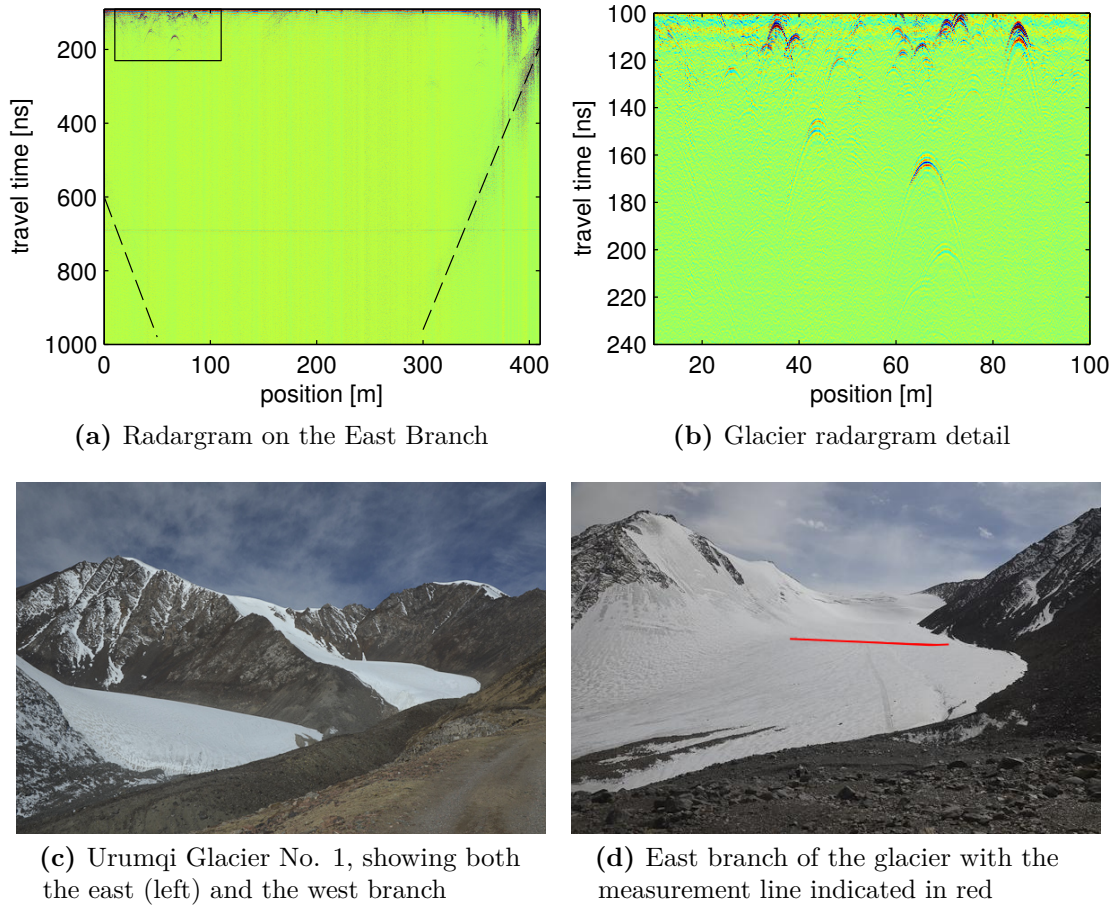 200
400
600
800
1000
travel time [ns]
0
100
200
300
400
position [m]
(a) Radargram on the East Branch
100
120
140
160
180
200
220
240
travel time [ns]
20
40
60
80
100
position [m]
(b) Glacier radargram detail
(c) Urumqi Glacier No. 1, showing both
the east (left) and the west branch
(d) East branch of the glacier with the
measurement line indicated in red